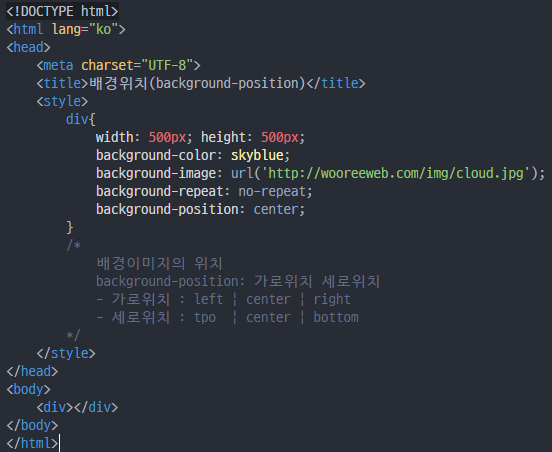 <!DOCTYPE html>
<html lang="ko">
<head>
    <meta charset="UTF-8">
    <title>배경위치(background-position)</title>
    <style>
        div{
            width: 500px; height: 500px;
            background-color: skyblue;
            background-image: url('http://wooreeweb.com/img/cloud.jpg');
            background-repeat: no-repeat;
            background-position: center;
        }
        /*
            배경이미지의 위치
            background-position: 가로위치 세로위치
            - 가로위치 : left ¦ center ¦ right
            - 세로위치 : tpo  ¦ center ¦ bottom
        */
    </style>
</head>
<body>
    <div></div>
</body>
</html>